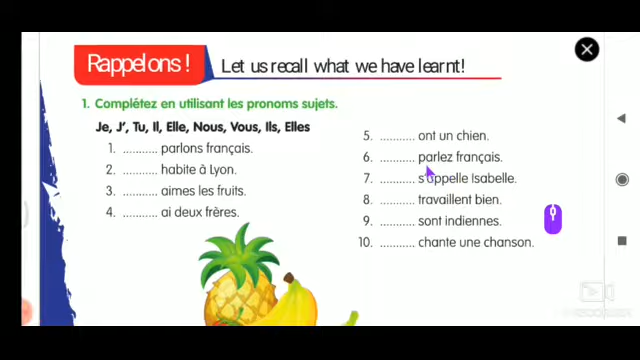 Rappelons !
Let us recall what we have learnt!
1. Complétez en utilisant les pronoms sujets.
Je, J', Tu, Il, Elle, Nous, Vous, Ils, Elles
1. ........... parlons français.
2. ........... habite à Lyon.
3. ........... aimes les fruits.
4. ........... ai deux frères.
5. ........... ont un chien.
6. ........... parlez français.
7. ........... s'appelle Isabelle.
8. ........... travaillent bien.
9. ........... sont indiennes.
10. ........... chante une chanson.